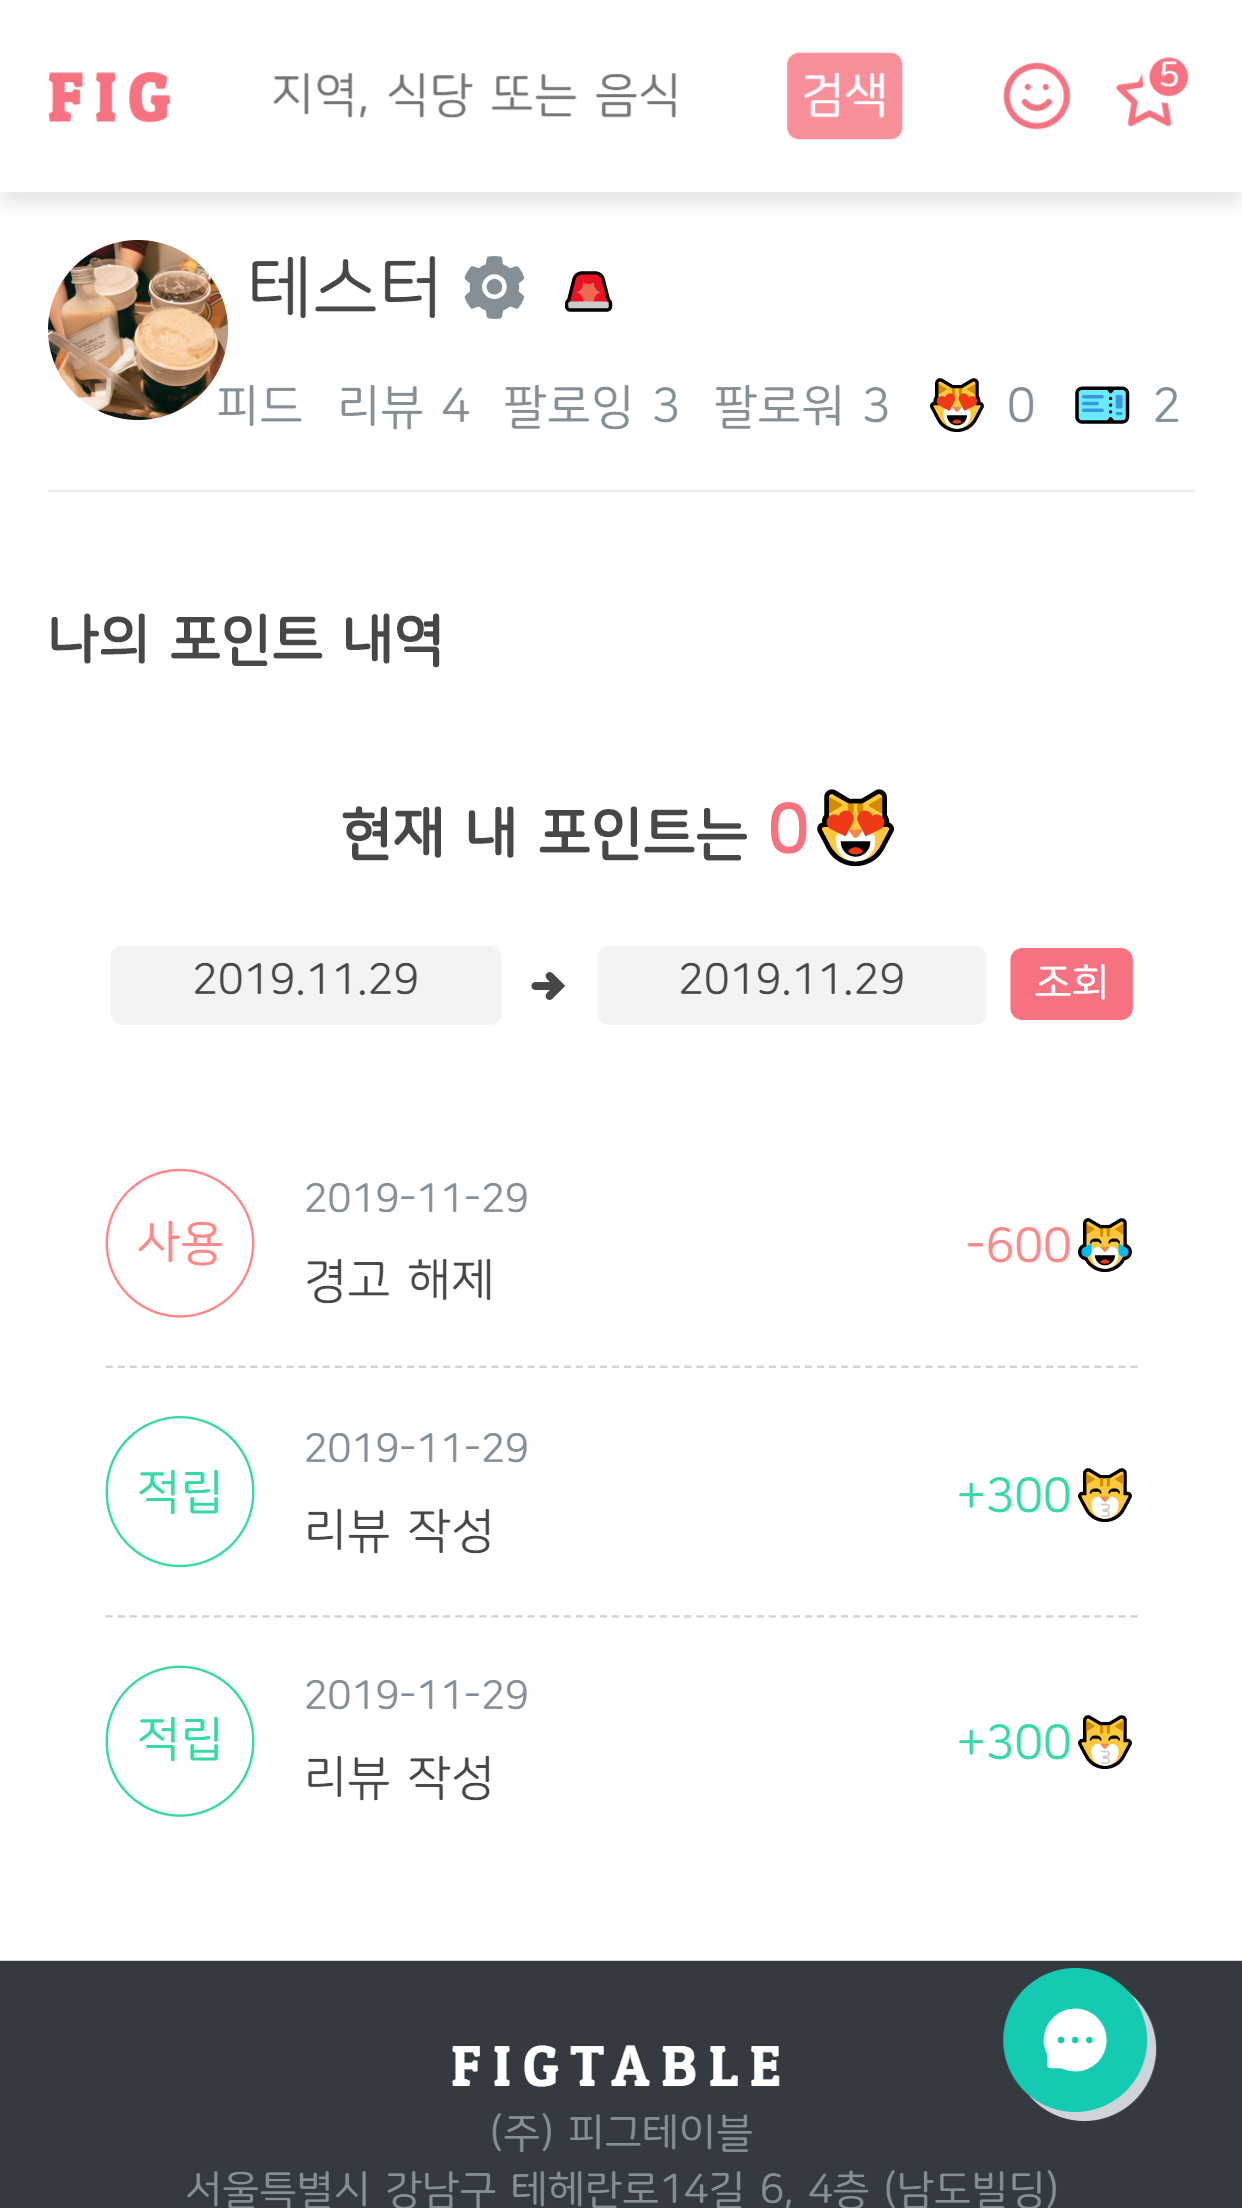 FIG 지역, 식당 또는 음식 검색 5
테스터
피드 리뷰 4 팔로잉 3 팔로워 3 0 2
나의 포인트 내역
현재 내 포인트는 0
2019.11.29 2019.11.29 조회
사용 2019-11-29 -600
경고 해제
적립 2019-11-29 +300
리뷰 작성
적립 2019-11-29 +300
리뷰 작성
FIGTABLE
(주) 피그테이블
서울특별시 강남구 테헤란로14길 6, 4층 (남도빌딩)